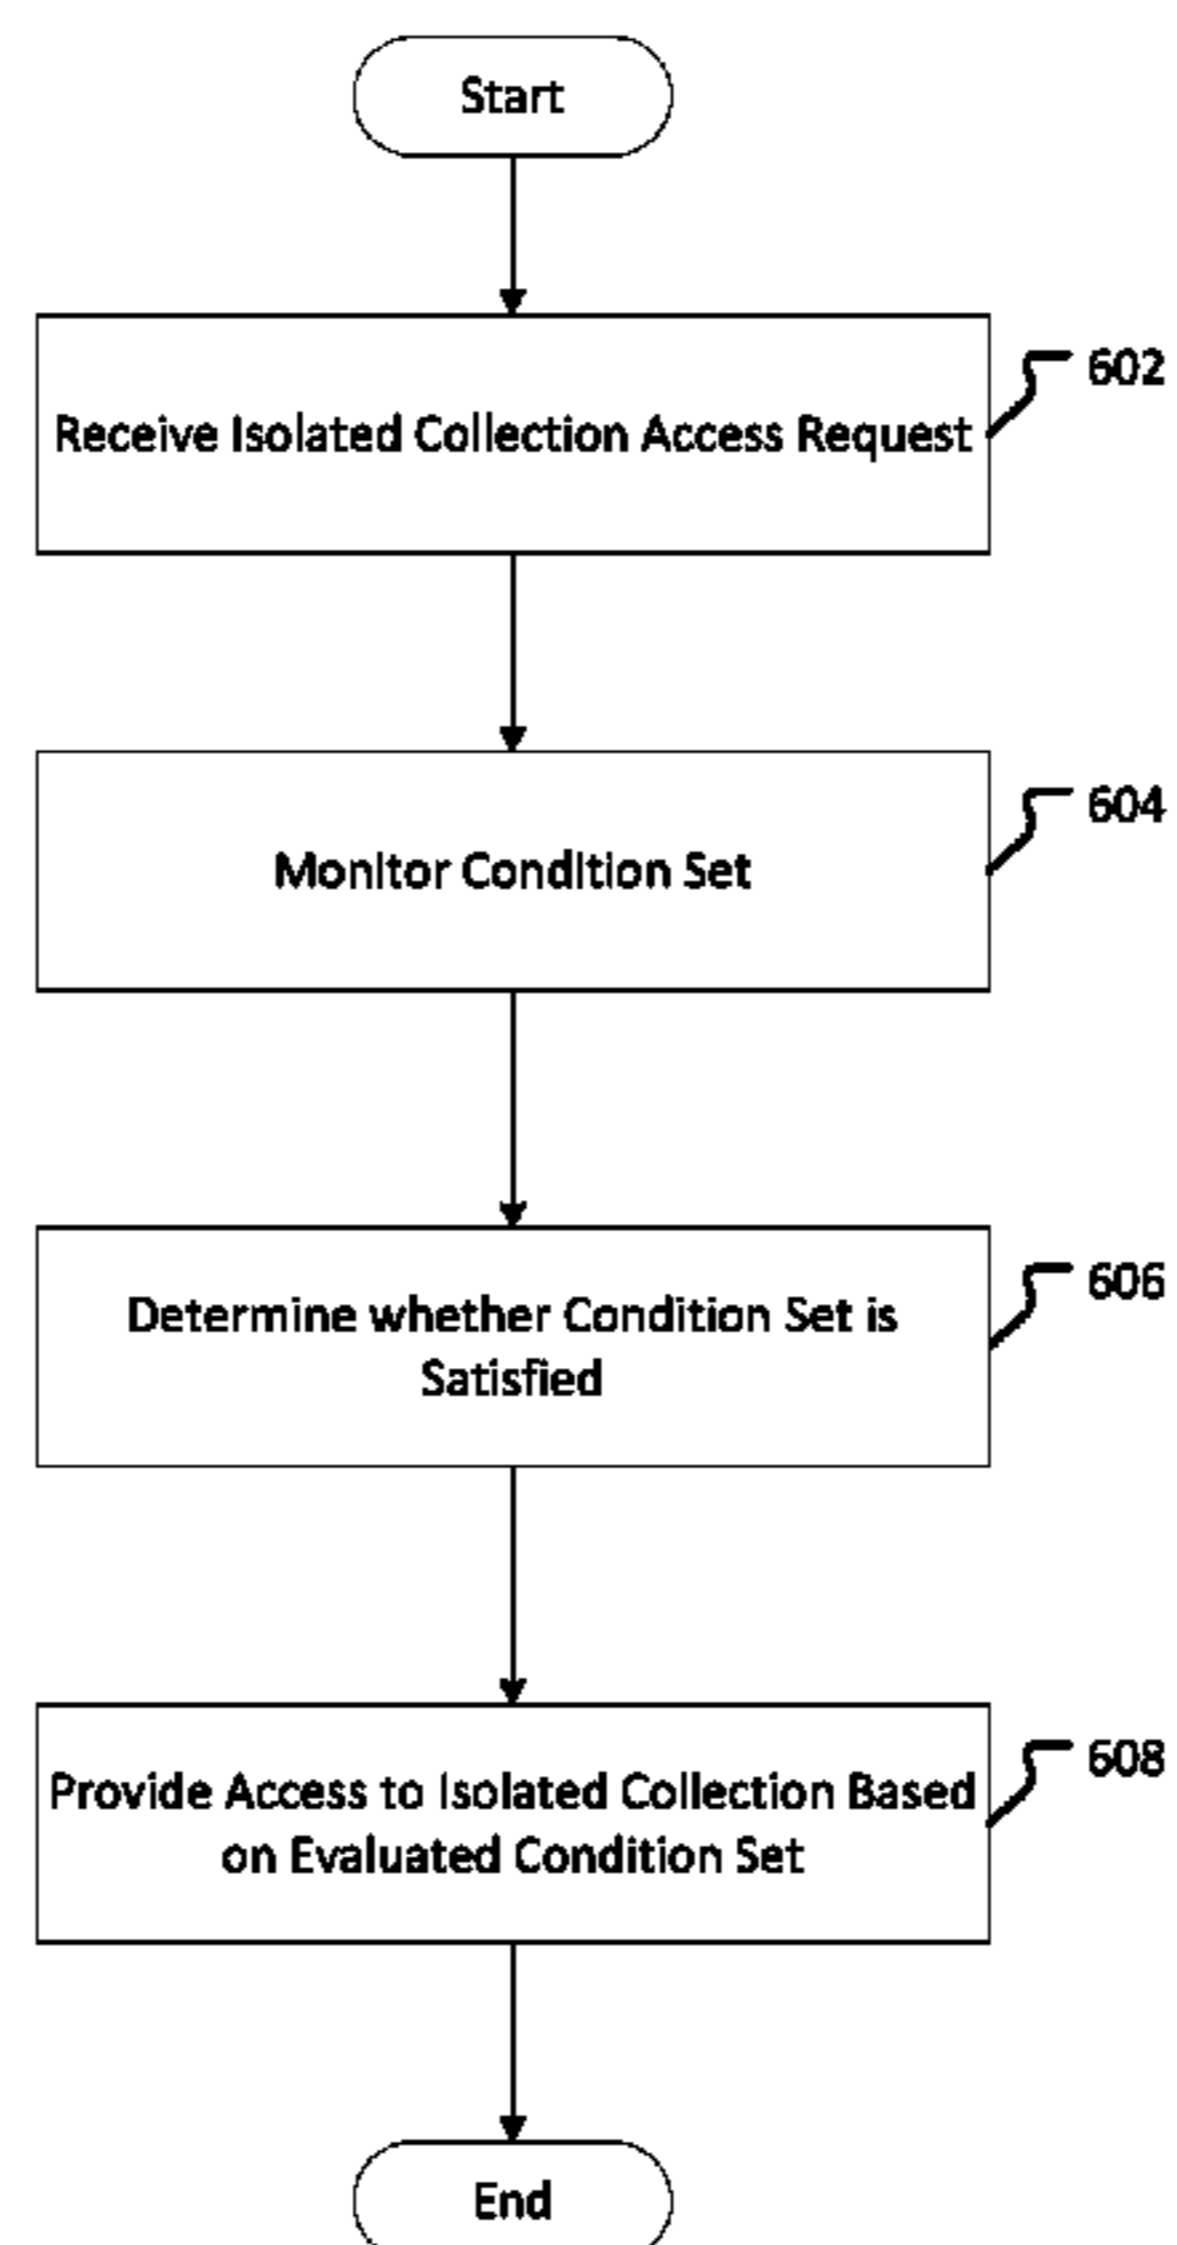 Start
Receive Isolated Collection Access Request
602
Monitor Condition Set
604
Determine whether Condition Set is
Satisfied
606
Provide Access to Isolated Collection Based
on Evaluated Condition Set
608
End